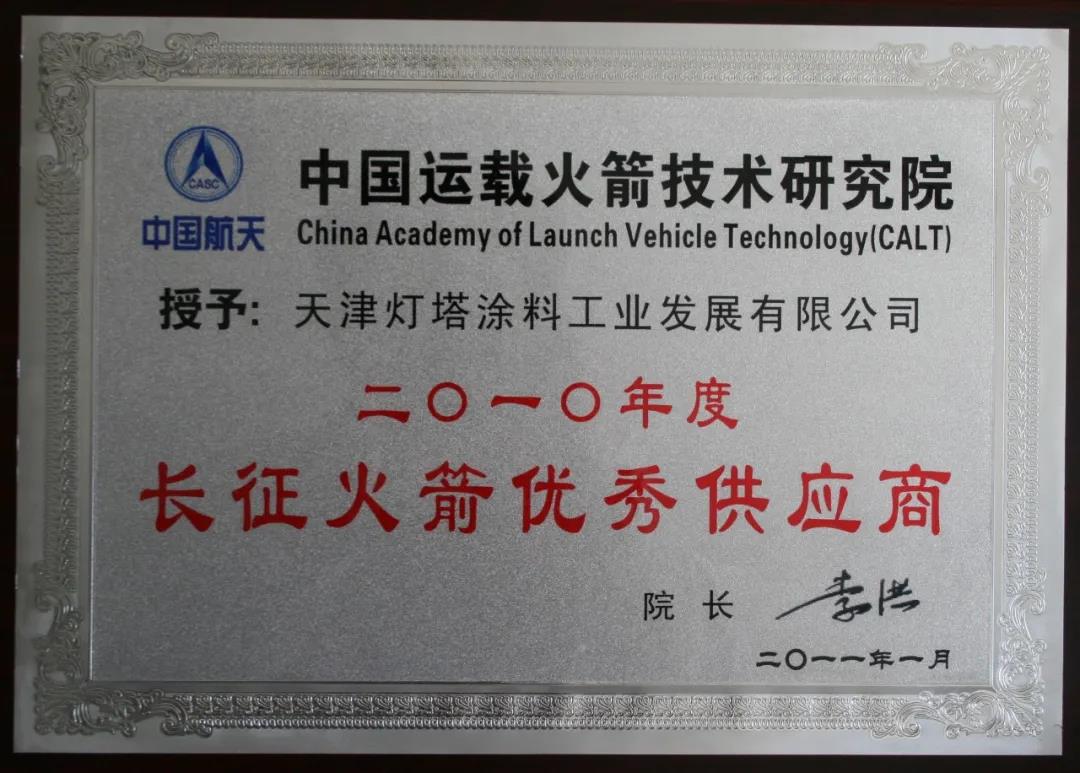 CASC
中国航天
中国运载火箭技术研究院
China Academy of Launch Vehicle Technology(CALT)
授予: 天津灯塔涂料工业发展有限公司
二〇一〇年度
长征火箭优秀供应商
院 长 李洪
二〇一一年一月